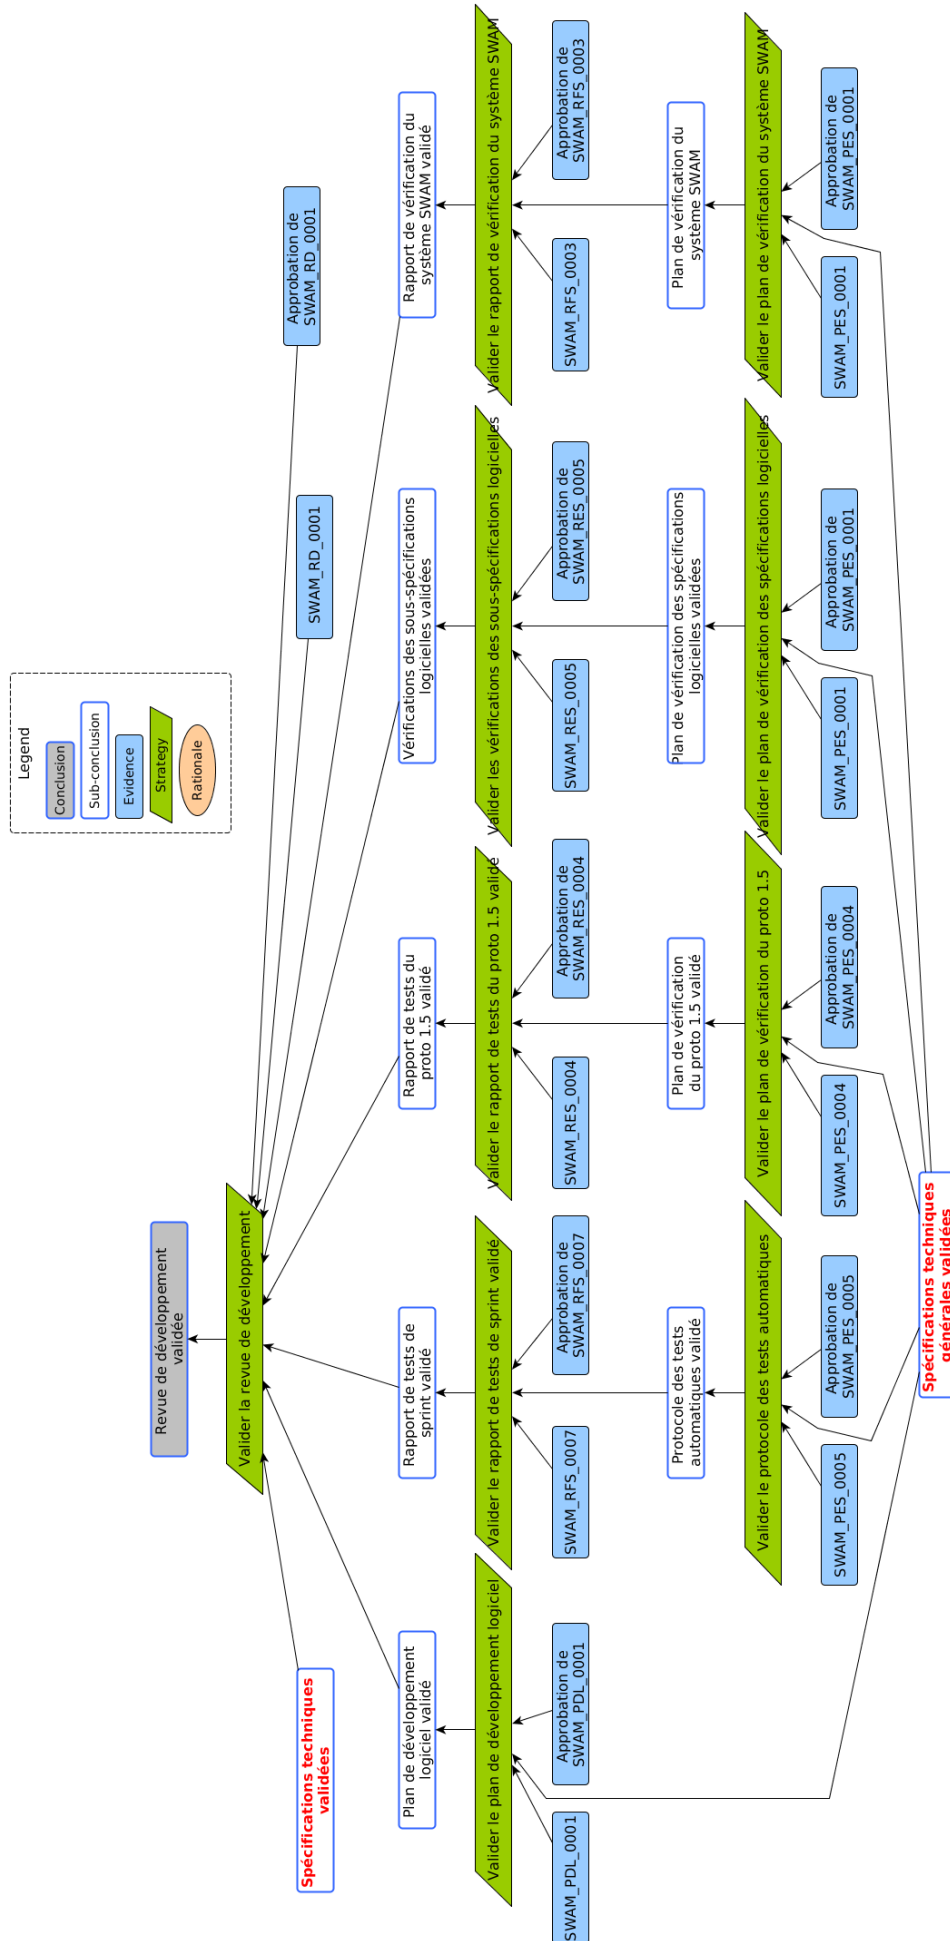 Legend
Conclusion
Sub-conclusion
Evidence
Strategy
Rationale
Revue de développement
validée
Valider la revue de développement
Spécifications techniques
validées
SWAM_RD_0001
Approbation de
SWAM_RD_0001
Plan de développement
logiciel validé
Rapport de tests de
sprint validé
Rapport de tests du
proto 1.5 validé
Vérifications des sous-spécifications
logicielles validées
Rapport de vérification du
système SWAM validé
Valider le plan de développement logiciel
Valider le rapport de tests de sprint validé
Valider le rapport de tests du proto 1.5 validé
Valider les vérifications des sous-spécifications logicielles
Valider le rapport de vérification du système SWAM
SWAM_PDL_0001
Approbation de
SWAM_PDL_0001
SWAM_RFS_0007
Approbation de
SWAM_RFS_0007
SWAM_RES_0004
Approbation de
SWAM_RES_0004
SWAM_RES_0005
Approbation de
SWAM_RES_0005
SWAM_RFS_0003
Approbation de
SWAM_RFS_0003
Protocole des tests
automatiques validés
Plan de vérification
du proto 1.5 validé
Plan de vérification des spécifications
logicielles validées
Plan de vérification du
système SWAM
Valider le protocole des tests automatiques
Valider le plan de vérification du proto 1.5
Valider le plan de vérification des spécifications logicielles
Valider le plan de vérification du système SWAM
SWAM_PES_0005
Approbation de
SWAM_PES_0005
SWAM_PES_0004
Approbation de
SWAM_PES_0004
SWAM_PES_0001
Approbation de
SWAM_PES_0001
SWAM_PES_0001
Approbation de
SWAM_PES_0001
Spécifications techniques
générales validées